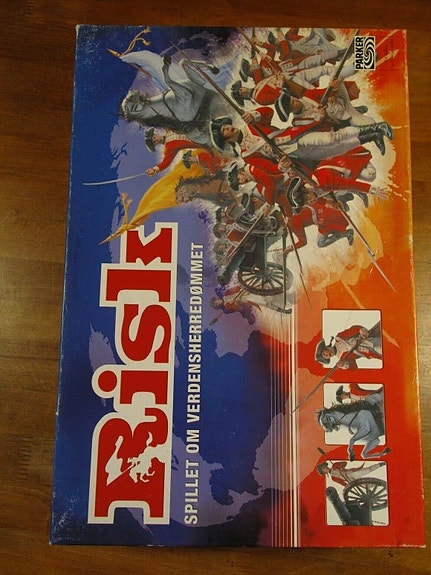 Risk
SPILLET OM VERDENSHERREDØMMET
PARKER